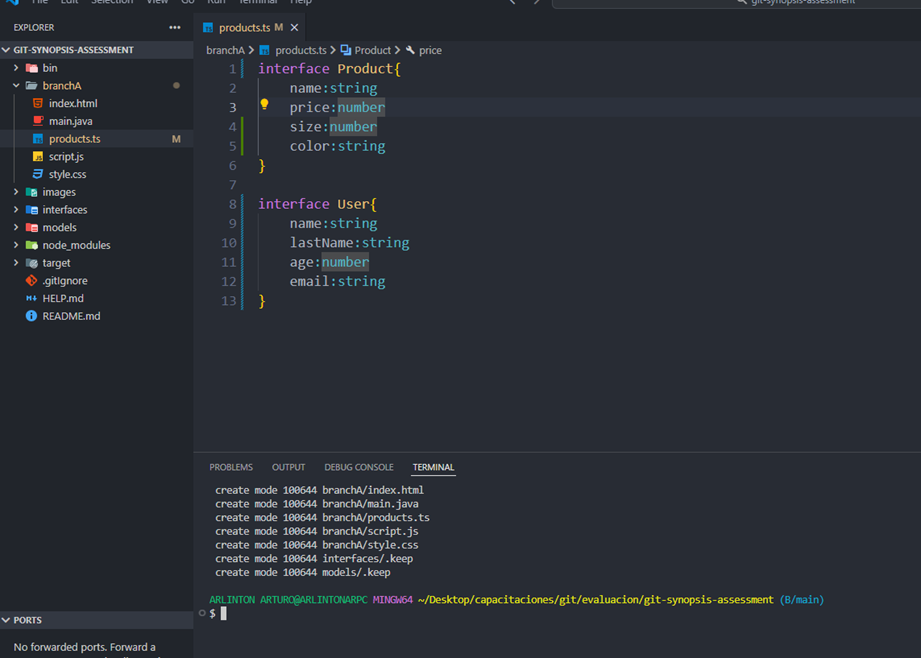 File Edit Selection View Go Run Terminal Help
git-synopsis-assessment
EXPLORER
GIT-SYNOPSIS-ASSESSMENT
bin
branchA
index.html
main.java
products.ts M
script.js
style.css
images
interfaces
models
node_modules
target
.gitIgnore
HELP.md
README.md
PORTS
No forwarded ports. Forward a
products.ts M
branchA > products.ts > Product > price
1 interface Product{
2 name:string
3 price:number
4 size:number
5 color:string
6 }
7
8 interface User{
9 name:string
10 lastName:string
11 age:number
12 email:string
13 }
PROBLEMS OUTPUT DEBUG CONSOLE TERMINAL
create mode 100644 branchA/index.html
create mode 100644 branchA/main.java
create mode 100644 branchA/products.ts
create mode 100644 branchA/script.js
create mode 100644 branchA/style.css
create mode 100644 interfaces/.keep
create mode 100644 models/.keep
ARLINTON ARTURO@ARLINTONARPC MINGW64 ~/Desktop/capacitaciones/git/evaluacion/git-synopsis-assessment (B/main)
$